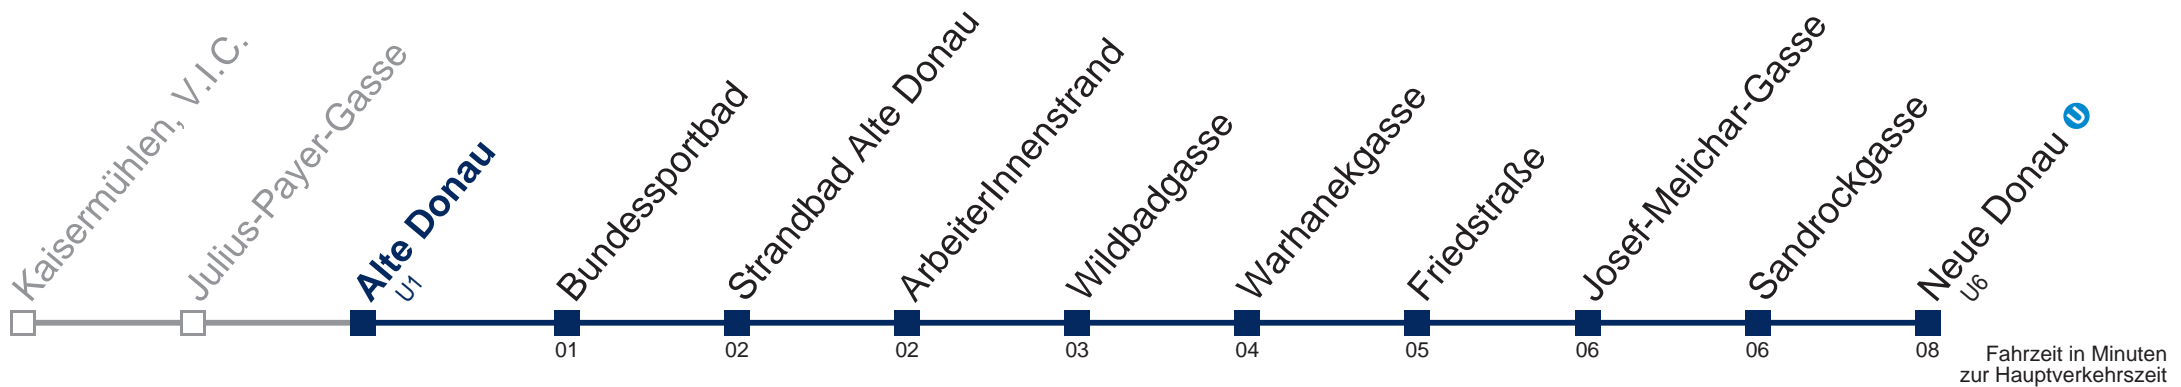 Kaisermühlen, V.I.C.
Julius-Payer-Gasse
Alte Donau
U1
Bundessportbad
Strandbad Alte Donau
ArbeiterInnenstrand
Wildbadgasse
Warhanekgasse
Friedstraße
Josef-Melichar-Gasse
Sandrockgasse
Neue Donau U
U6
01
02
02
03
04
05
06
06
08
Fahrzeit in Minuten
zur Hauptverkehrszeit